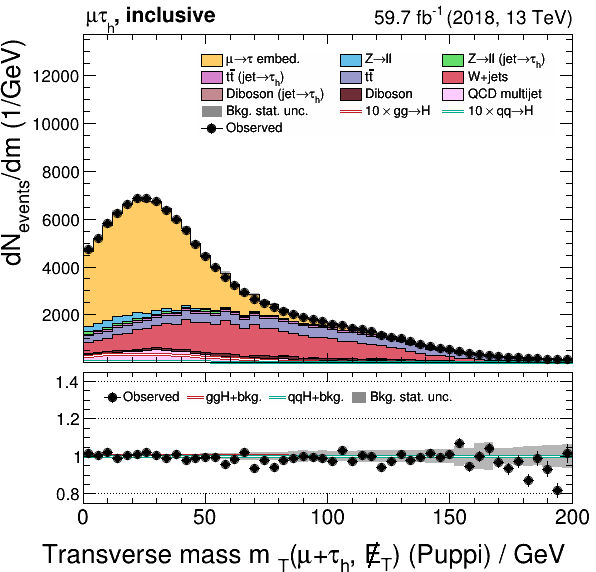 μτh, inclusive 59.7 fb⁻¹ (2018, 13 TeV)
dNevents/dm (1/GeV)
12000
10000
8000
6000
4000
2000
μ→τ embed. Z→ll Z→ll (jet→τh)
tt̄ (jet→τh) tt̄ W+jets
Diboson (jet→τh) Diboson QCD multijet
Bkg. stat. unc. 10 × gg→H 10 × qq→H
Observed
1.4
1.2
1
0.8
Observed ggH+bkg. qqH+bkg. Bkg. stat. unc.
0 50 100 150 200
Transverse mass m T(μ+τh, E̸T) (Puppi) / GeV